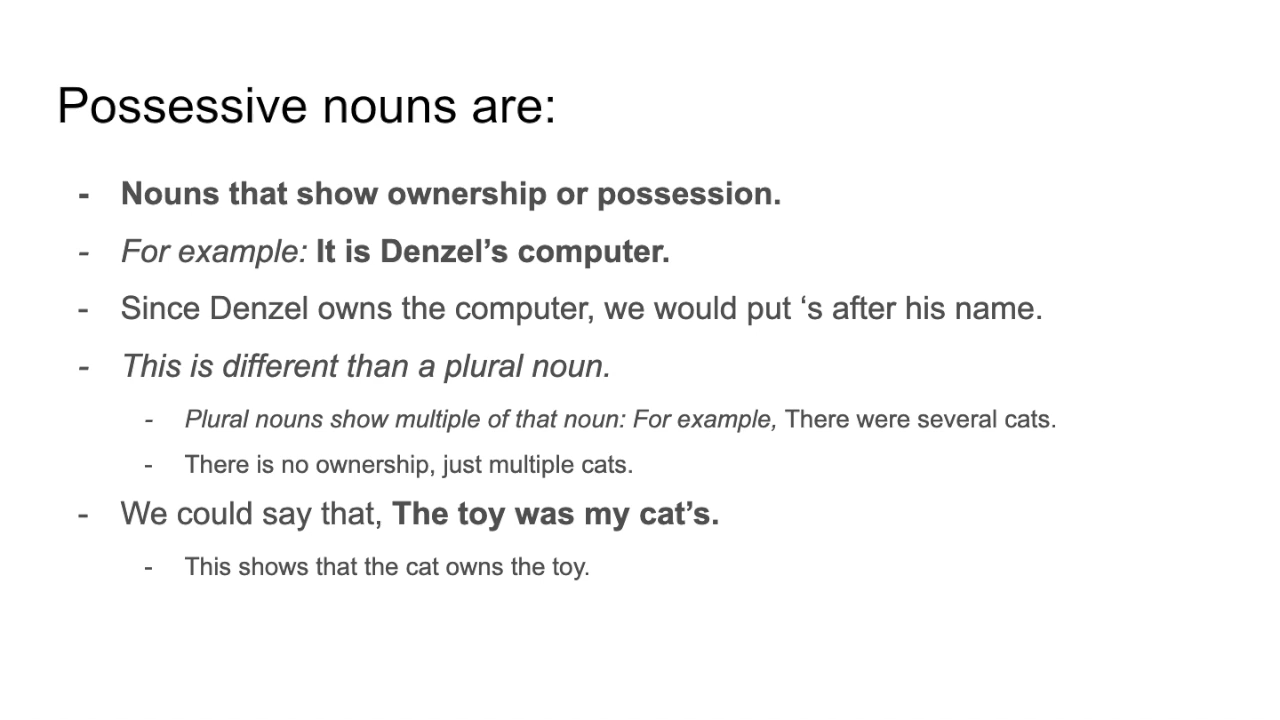 Possessive nouns are:
- Nouns that show ownership or possession.
- For example: It is Denzel’s computer.
- Since Denzel owns the computer, we would put ‘s after his name.
- This is different than a plural noun.
- Plural nouns show multiple of that noun: For example, There were several cats.
- There is no ownership, just multiple cats.
- We could say that, The toy was my cat’s.
- This shows that the cat owns the toy.